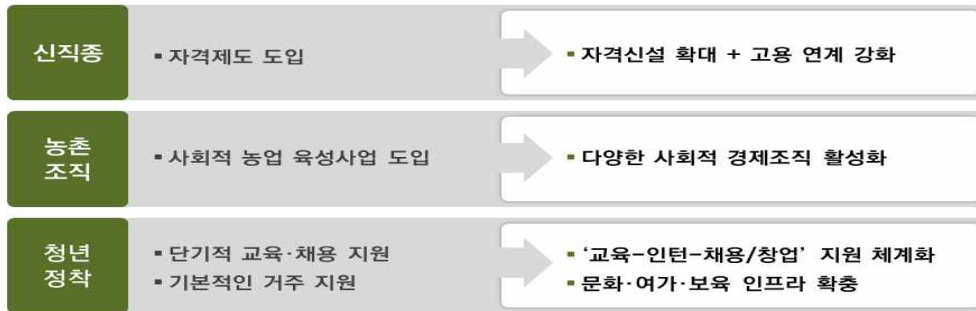 신직종
▪ 자격제도 도입
▪ 자격신설 확대 + 고용 연계 강화
농촌
조직
▪ 사회적 농업 육성사업 도입
▪ 다양한 사회적 경제조직 활성화
청년
정착
▪ 단기적 교육·채용 지원
▪ 기본적인 거주 지원
▪ ‘교육-인턴-채용/창업’ 지원 체계화
▪ 문화·여가·보육 인프라 확충